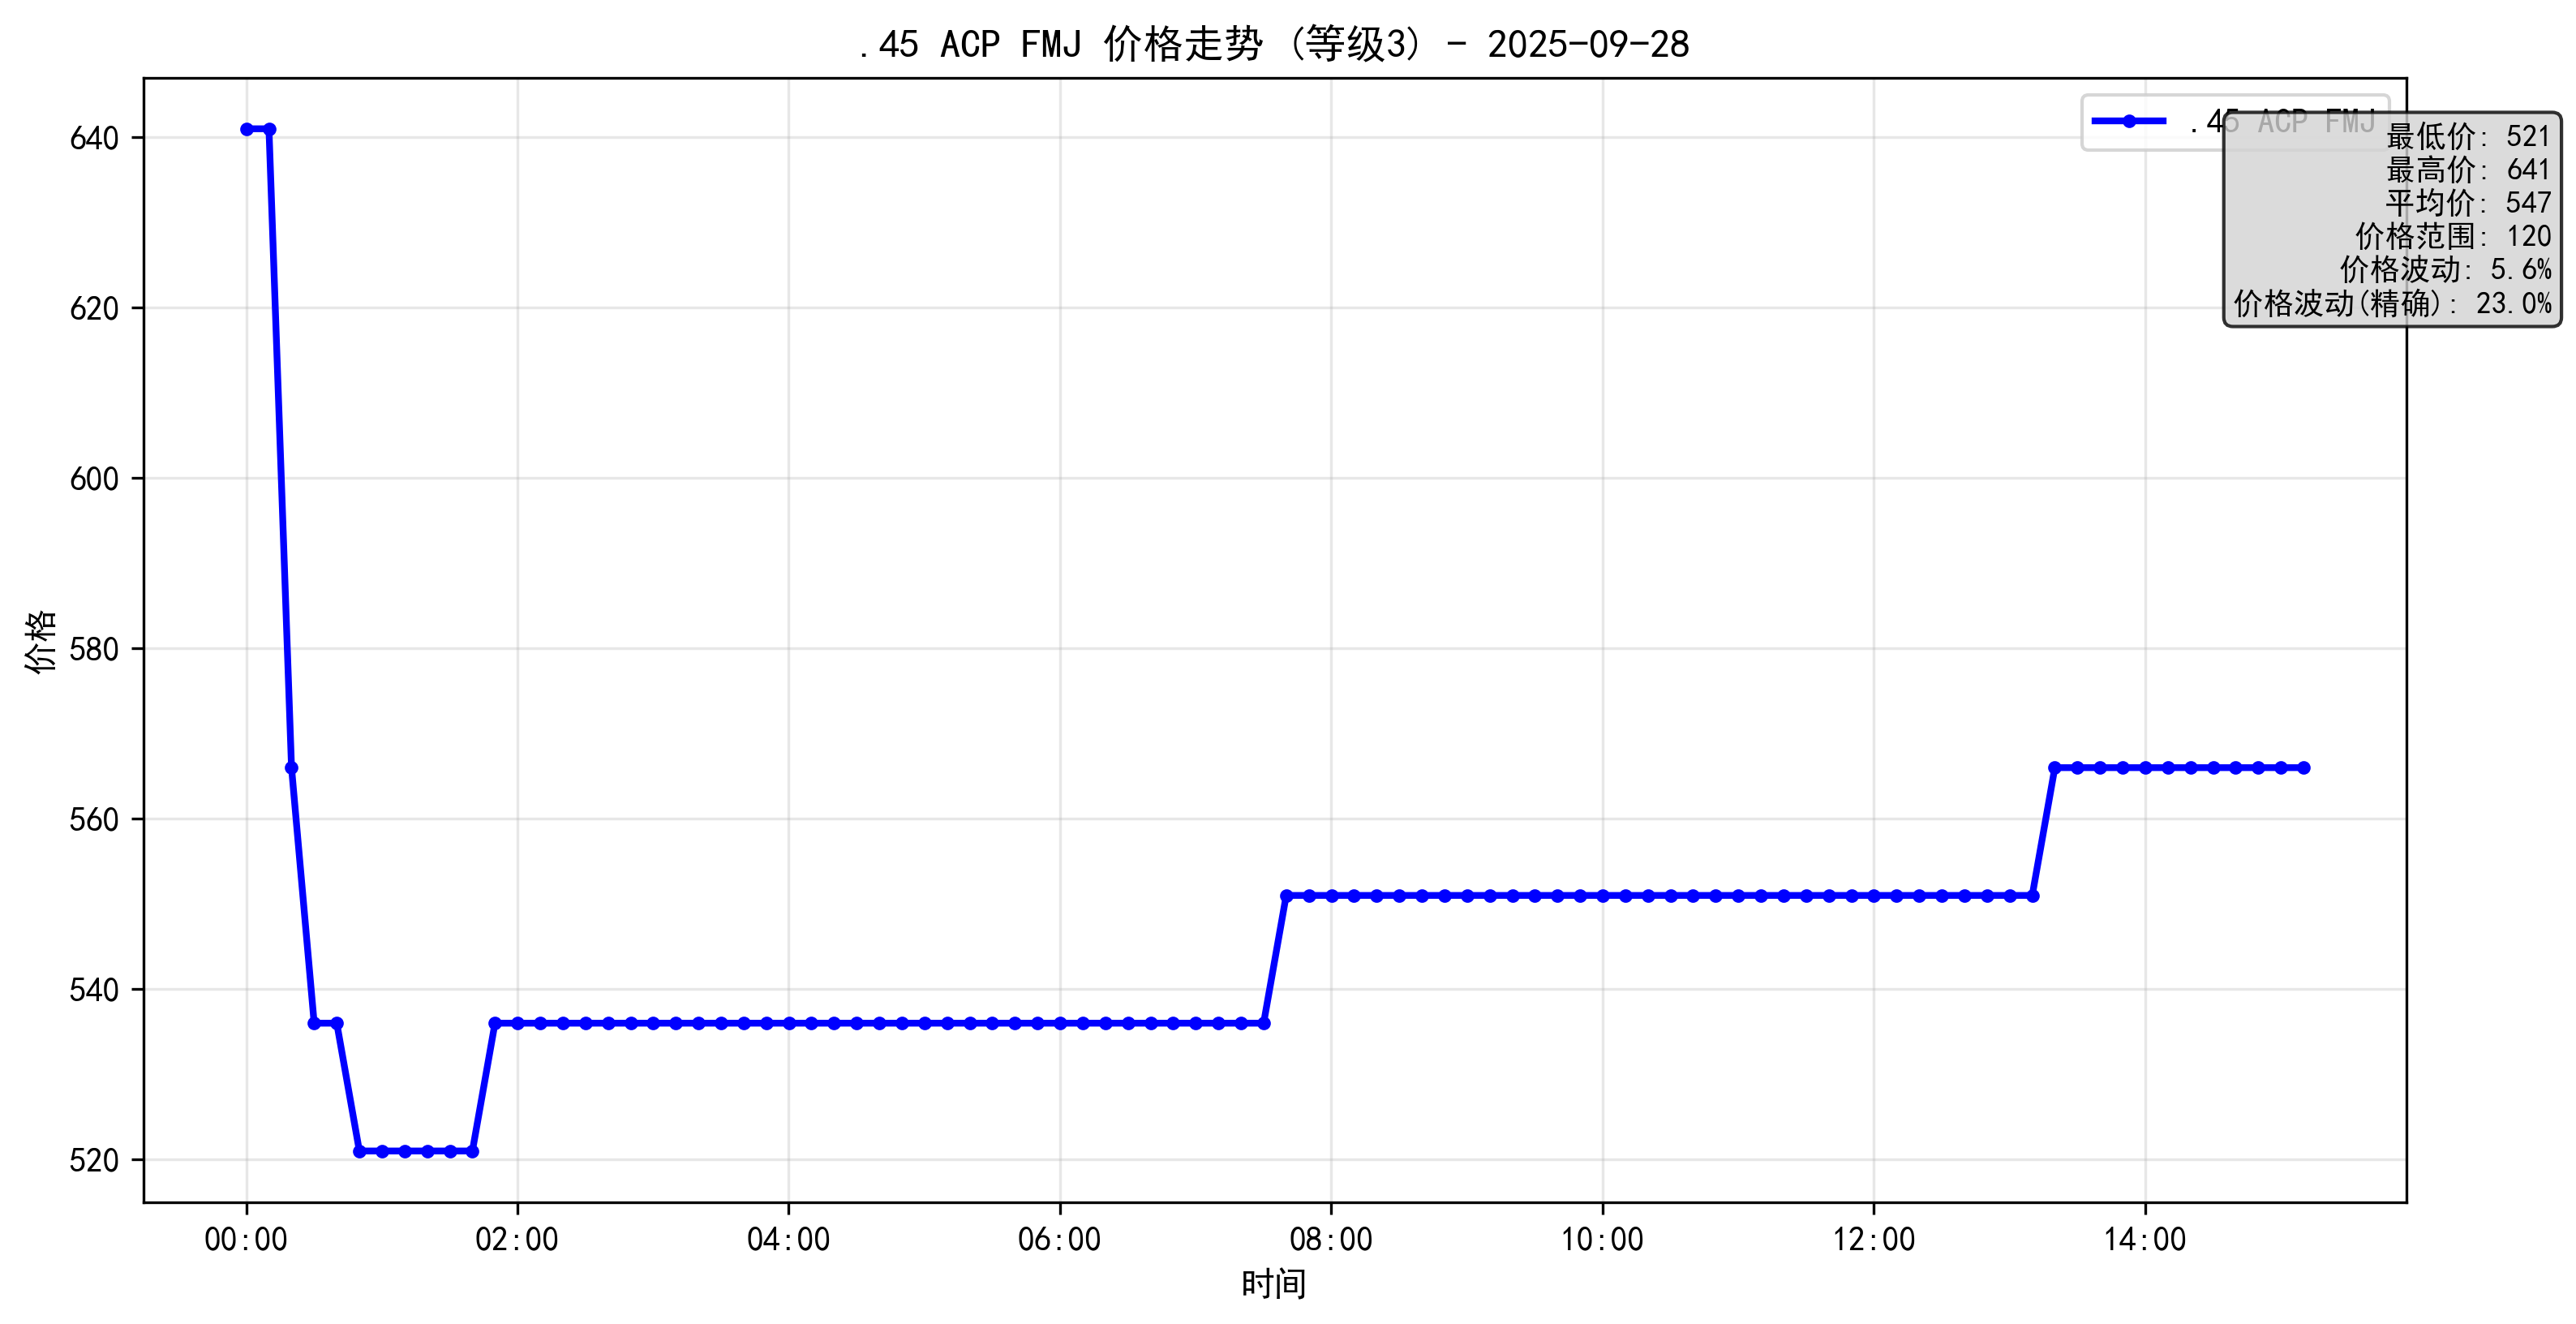 .45 ACP FMJ 价格走势 (等级3) - 2025-09-28
.45 ACP FMJ
最低价: 521
最高价: 641
平均价: 547
价格范围: 120
价格波动: 5.6%
价格波动(精确): 23.0%
价格
640
620
600
580
560
540
520
00:00 02:00 04:00 06:00 08:00 10:00 12:00 14:00
时间